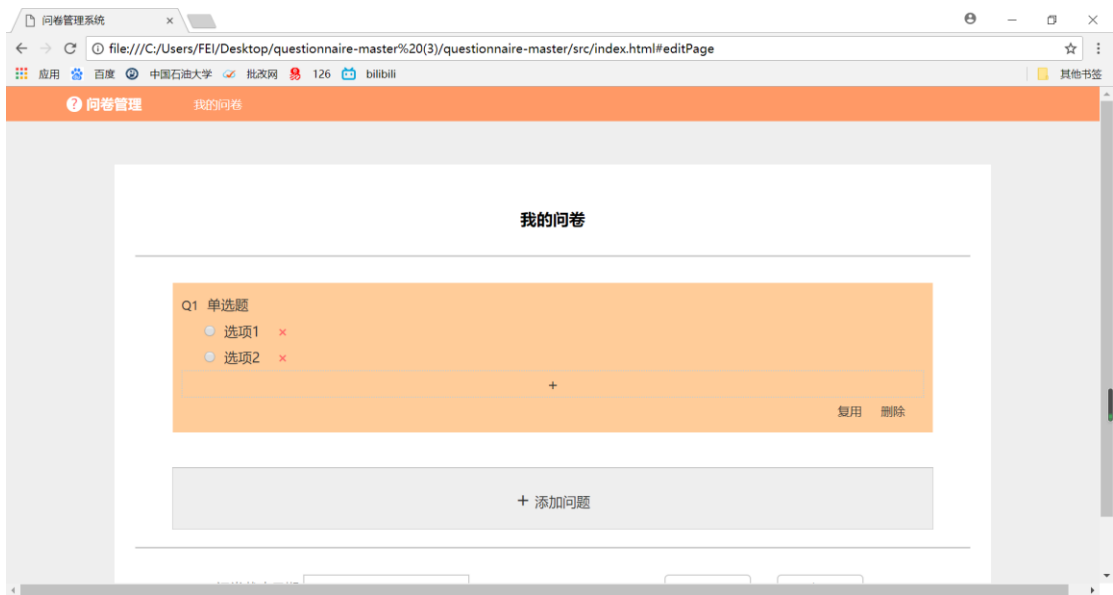 问卷管理系统
file:///C:/Users/FEI/Desktop/questionnaire-master%20(3)/questionnaire-master/src/index.html#editPage
应用 百度 中国石油大学 批改网 126 bilibili 其他书签
? 问卷管理 我的问卷
我的问卷
Q1 单选题
选项1 ×
选项2 ×
+
复用 删除
+ 添加问题